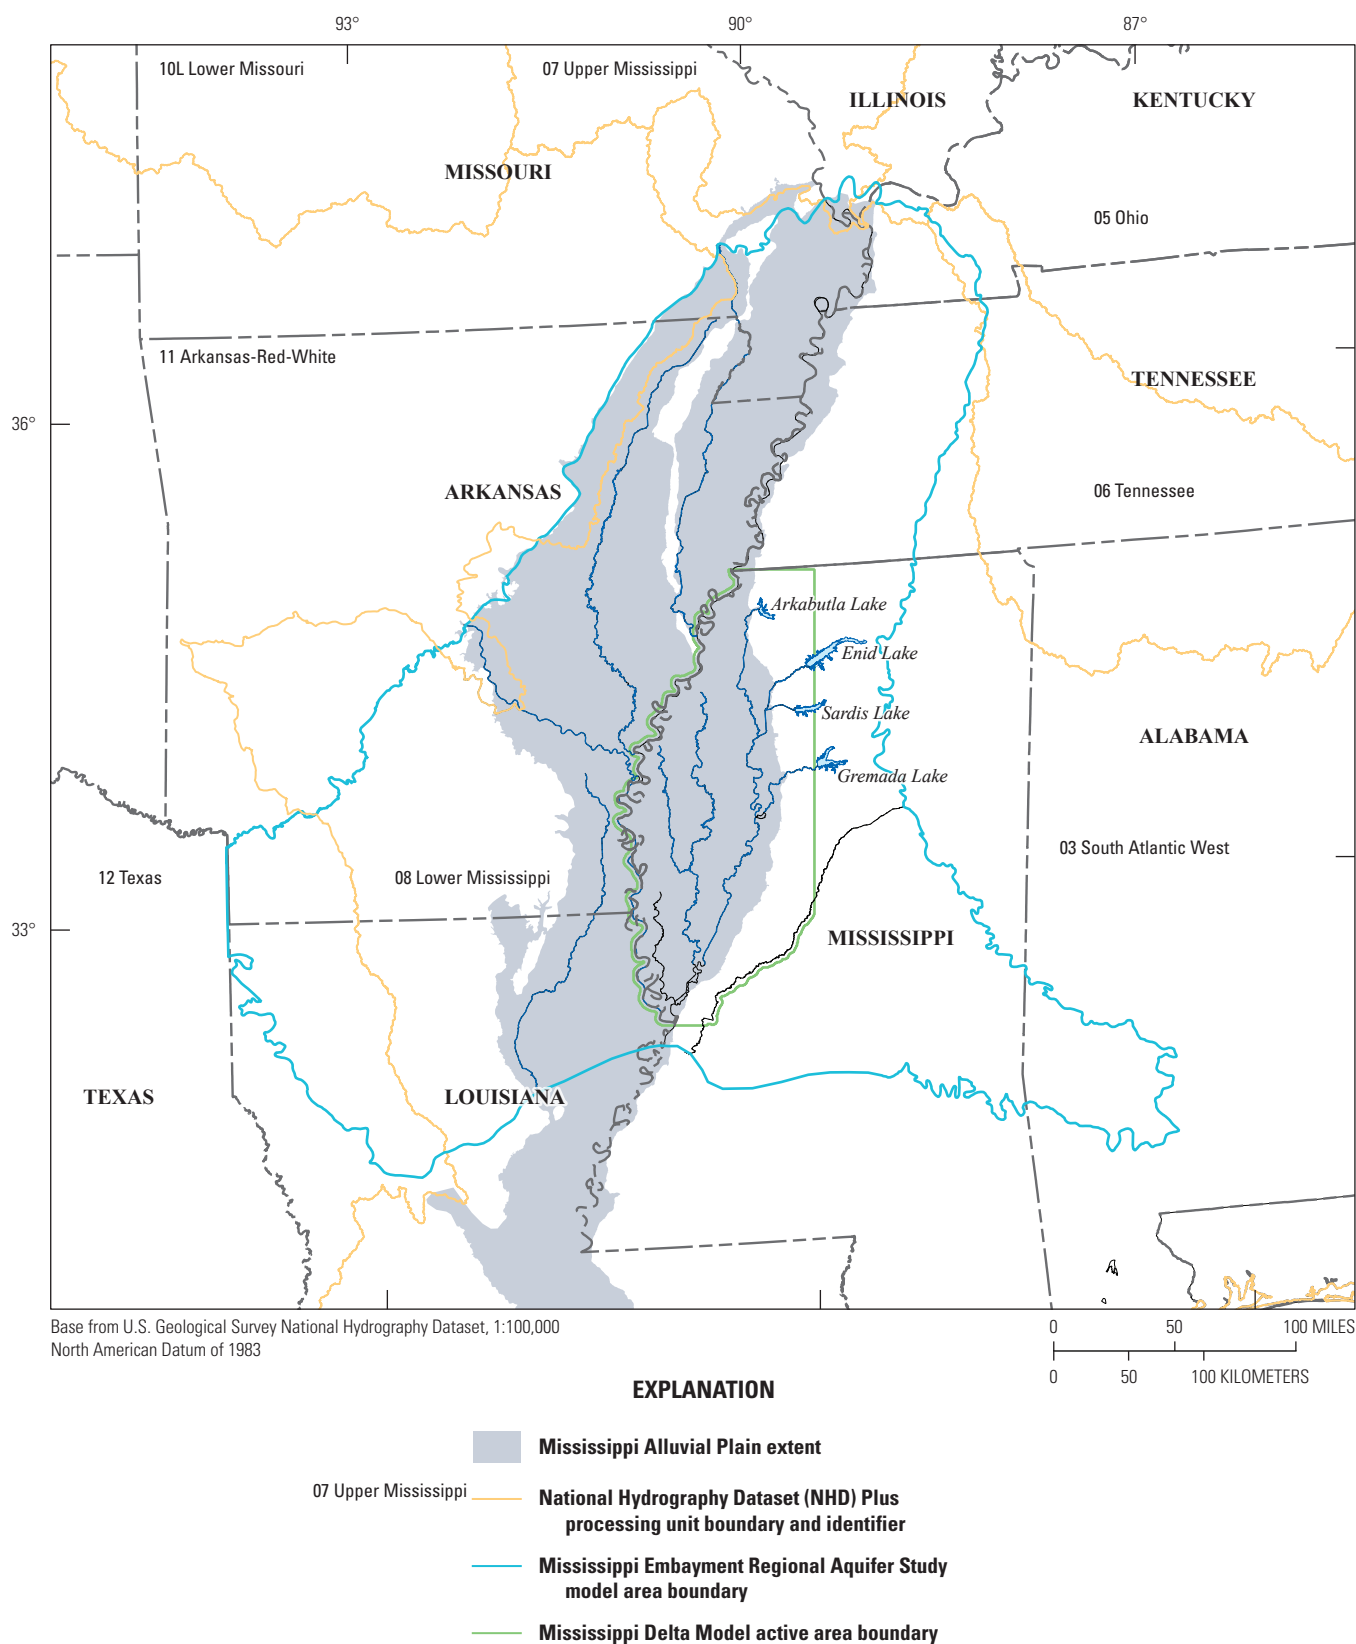 93°
90°
87°
10L Lower Missouri
07 Upper Mississippi
ILLINOIS
KENTUCKY
MISSOURI
05 Ohio
11 Arkansas-Red-White
TENNESSEE
36°
ARKANSAS
06 Tennessee
Arkabutla Lake
Enid Lake
Sardis Lake
ALABAMA
Gremada Lake
03 South Atlantic West
12 Texas
08 Lower Mississippi
33°
MISSISSIPPI
TEXAS
LOUISIANA
Base from U.S. Geological Survey National Hydrography Dataset, 1:100,000
North American Datum of 1983
0 50 100 MILES
0 50 100 KILOMETERS
EXPLANATION
Mississippi Alluvial Plain extent
07 Upper Mississippi
National Hydrography Dataset (NHD) Plus
processing unit boundary and identifier
Mississippi Embayment Regional Aquifer Study
model area boundary
Mississippi Delta Model active area boundary